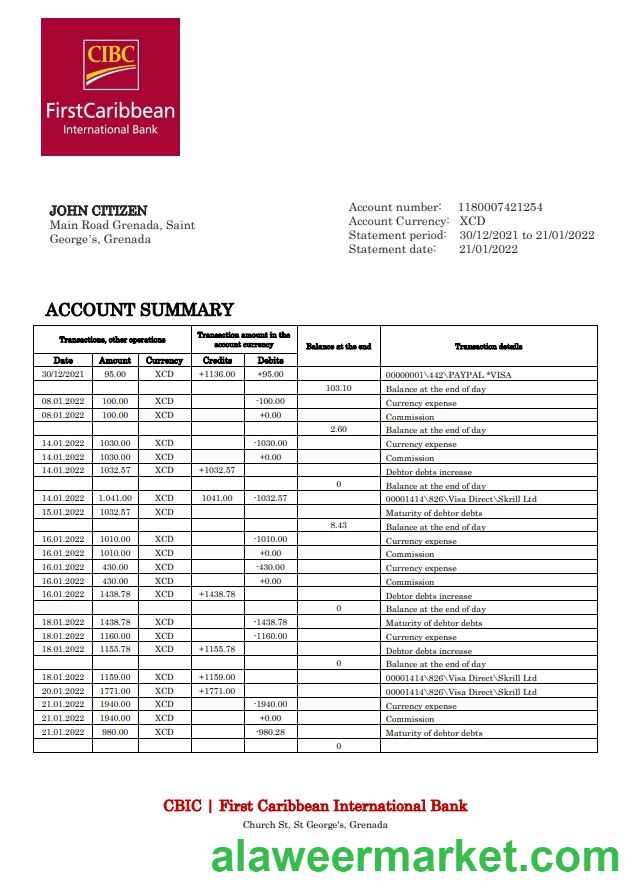 CIBC
FirstCaribbean
International Bank
JOHN CITIZEN
Main Road Grenada, Saint
George's, Grenada
Account number: 1180007421254
Account Currency: XCD
Statement period: 30/12/2021 to 21/01/2022
Statement date: 21/01/2022
ACCOUNT SUMMARY
Transactions, other operations Transaction amount in the account currency Balance at the end Transaction details
Date Amount Currency Credits Debits
30/12/2021 95.00 XCD +1136.00 +95.00 00000001\442\PAYPAL *VISA
103.10 Balance at the end of day
08.01.2022 100.00 XCD -100.00 Currency expense
08.01.2022 100.00 XCD +0.00 Commission
2.60 Balance at the end of day
14.01.2022 1030.00 XCD -1030.00 Currency expense
14.01.2022 1030.00 XCD +0.00 Commission
14.01.2022 1032.57 XCD +1032.57 Debtor debts increase
0 Balance at the end of day
14.01.2022 1.041.00 XCD 1041.00 -1032.57 00001414\826\Visa Direct\Skrill Ltd
15.01.2022 1032.57 XCD Maturity of debtor debts
8.43 Balance at the end of day
16.01.2022 1010.00 XCD -1010.00 Currency expense
16.01.2022 1010.00 XCD +0.00 Commission
16.01.2022 430.00 XCD -430.00 Currency expense
16.01.2022 430.00 XCD +0.00 Commission
16.01.2022 1438.78 XCD +1438.78 Debtor debts increase
0 Balance at the end of day
18.01.2022 1438.78 XCD -1438.78 Maturity of debtor debts
18.01.2022 1160.00 XCD -1160.00 Currency expense
18.01.2022 1155.78 XCD +1155.78 Debtor debts increase
0 Balance at the end of day
18.01.2022 1159.00 XCD +1159.00 00001414\826\Visa Direct\Skrill Ltd
20.01.2022 1771.00 XCD +1771.00 00001414\826\Visa Direct\Skrill Ltd
21.01.2022 1940.00 XCD -1940.00 Currency expense
21.01.2022 1940.00 XCD +0.00 Commission
21.01.2022 980.00 XCD -980.28 Maturity of debtor debts
0
CBIC | First Caribbean International Bank
Church St, St George's, Grenada
alaweermarket.com